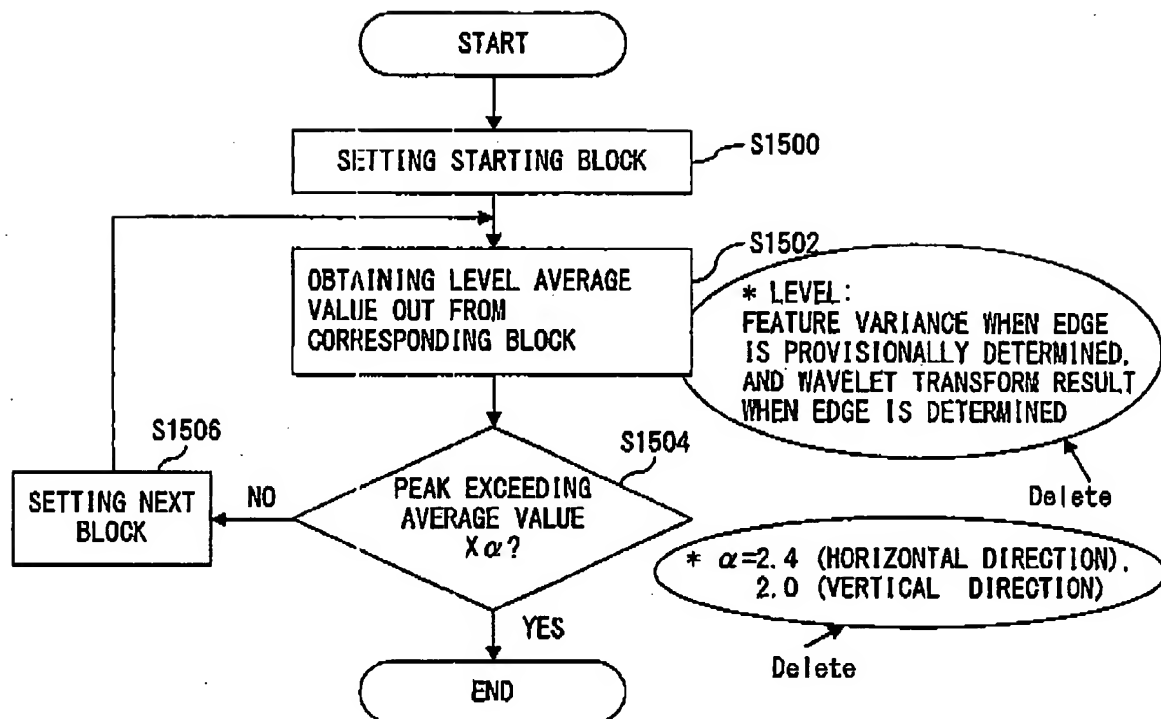 START
SETTING STARTING BLOCK
S1500
S1502
OBTAINING LEVEL AVERAGE
VALUE OUT FROM
CORRESPONDING BLOCK
* LEVEL:
FEATURE VARIANCE WHEN EDGE
IS PROVISIONALLY DETERMINED,
AND WAVELET TRANSFORM RESULT
WHEN EDGE IS DETERMINED
Delete
S1504
PEAK EXCEEDING
AVERAGE VALUE
X α?
NO
S1506
SETTING NEXT
BLOCK
* α=2.4 (HORIZONTAL DIRECTION),
2.0 (VERTICAL DIRECTION)
Delete
YES
END